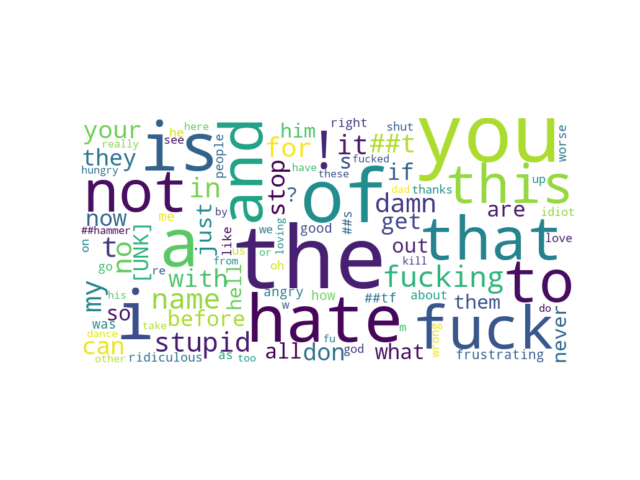 your
him
right
shut
he
here
see
really
they
is
people
and
for
!
it
##t
you
worse
hungry
not
in
stop
have
?
s
these
fucked
if
this
up
dad
thanks
damn
are
idiot
##hammer
now
me
just
by
of
we
good
##s
get
that
love
on
t
no
[UNK]
a
us
or
loving
the
like
out
to
go
re
with
from
oh
kill
fucking
my
his
name
hell
angry
how
##tf
about
them
so
i
before
w
hate
m
fuck
do
never
was
take
fu
dance
can
stupid
all
don
god
what
wrong
frustrating
other
ridiculous
as
too